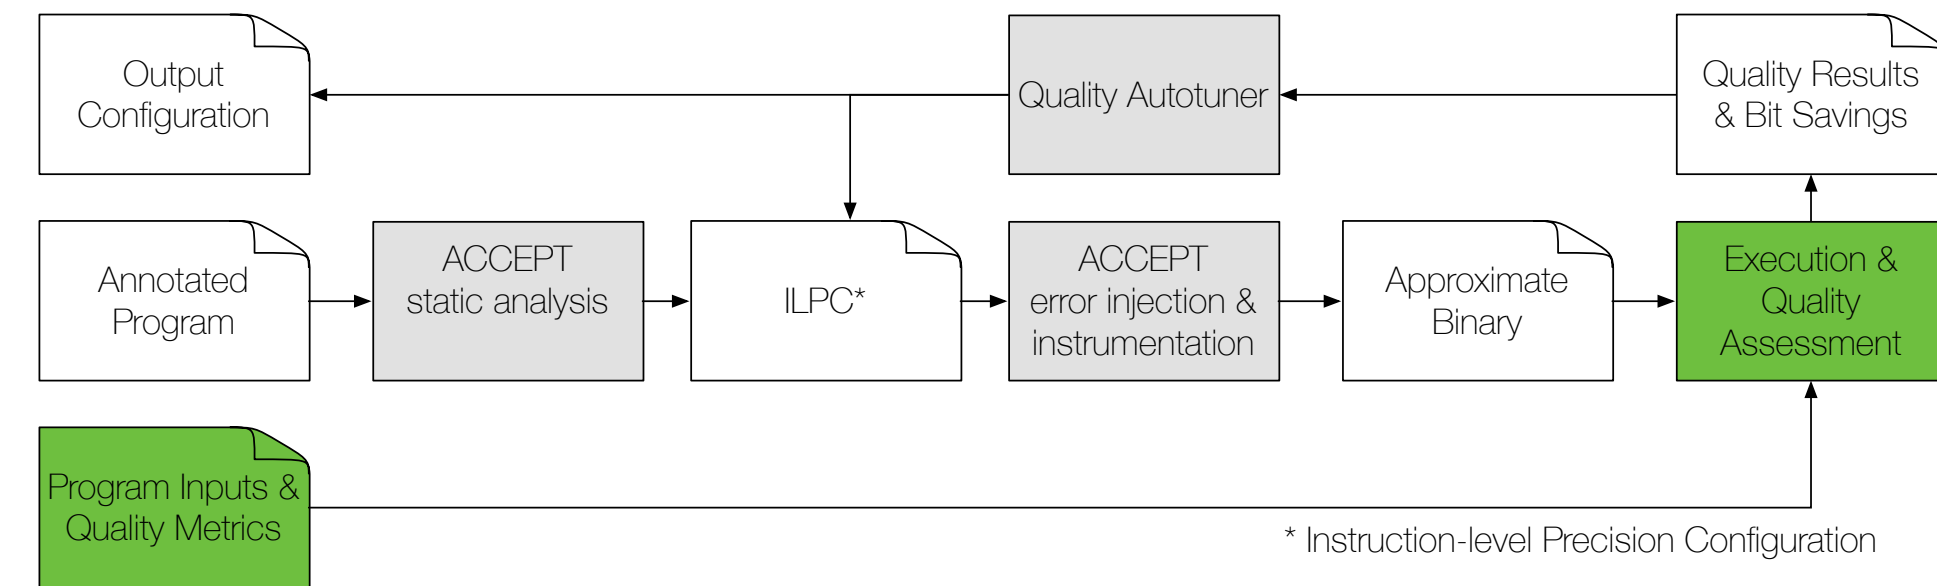 Output
Configuration
Quality Autotuner
Quality Results
& Bit Savings
Annotated
Program
ACCEPT
static analysis
ILPC*
ACCEPT
error injection &
instrumentation
Approximate
Binary
Execution &
Quality
Assessment
Program Inputs &
Quality Metrics
* Instruction-level Precision Configuration